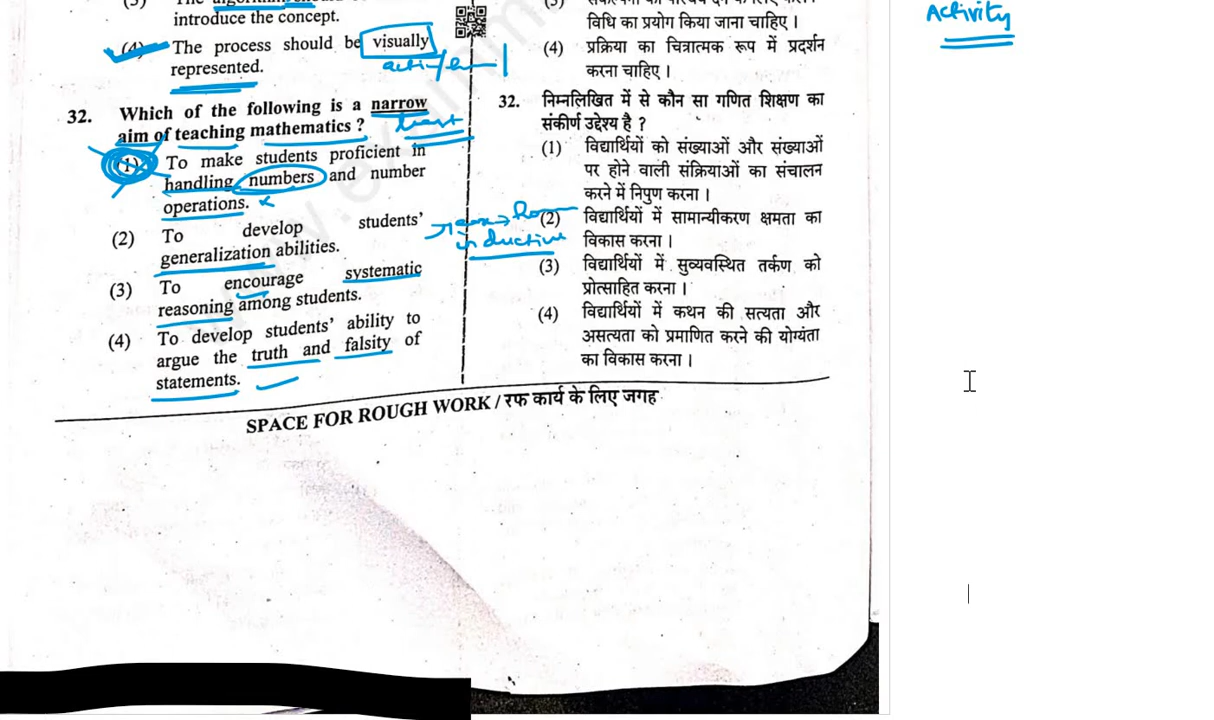 introduce the concept.
(4) The process should be visually
represented.
32. Which of the following is a narrow
aim of teaching mathematics ?
(1) To make students proficient in
handling numbers and number
operations.
(2) To develop students'
generalization abilities.
(3) To encourage systematic
reasoning among students.
(4) To develop students' ability to
argue the truth and falsity of
statements.
inductive
विधि का प्रयोग किया जाना चाहिए ।
(4) प्रक्रिया का चित्रात्मक रूप में प्रदर्शन
करना चाहिए ।
32. निम्नलिखित में से कौन सा गणित शिक्षण का
संकीर्ण उद्देश्य है ?
(1) विद्यार्थियों को संख्याओं और संख्याओं
पर होने वाली संक्रियाओं का संचालन
करने में निपुण करना ।
(2) विद्यार्थियों में सामान्यीकरण क्षमता का
विकास करना ।
(3) विद्यार्थियों में सुव्यवस्थित तर्कण को
प्रोत्साहित करना ।
(4) विद्यार्थियों में कथन की सत्यता और
असत्यता को प्रमाणित करने की योग्यता
का विकास करना ।
SPACE FOR ROUGH WORK / रफ कार्य के लिए जगह
Activity